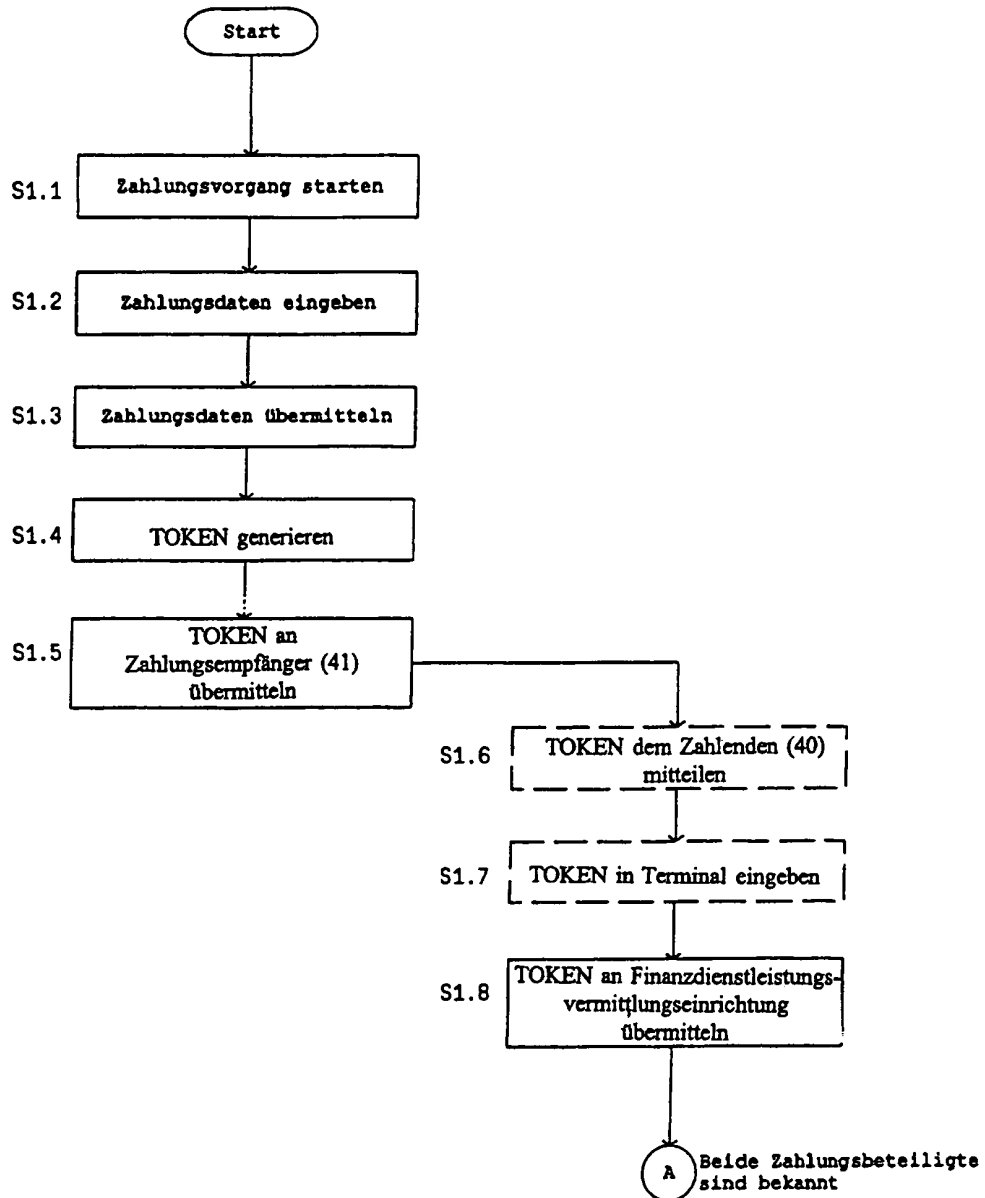 Start
S1.1
Zahlungsvorgang starten
S1.2
Zahlungsdaten eingeben
S1.3
Zahlungsdaten übermitteln
S1.4
TOKEN generieren
S1.5
TOKEN an
Zahlungsempfänger (41)
übermitteln
S1.6
TOKEN dem Zahlenden (40)
mitteilen
S1.7
TOKEN in Terminal eingeben
S1.8
TOKEN an Finanzdienstleistungs-
vermittlungseinrichtung
übermitteln
A
Beide Zahlungsbeteiligte
sind bekannt